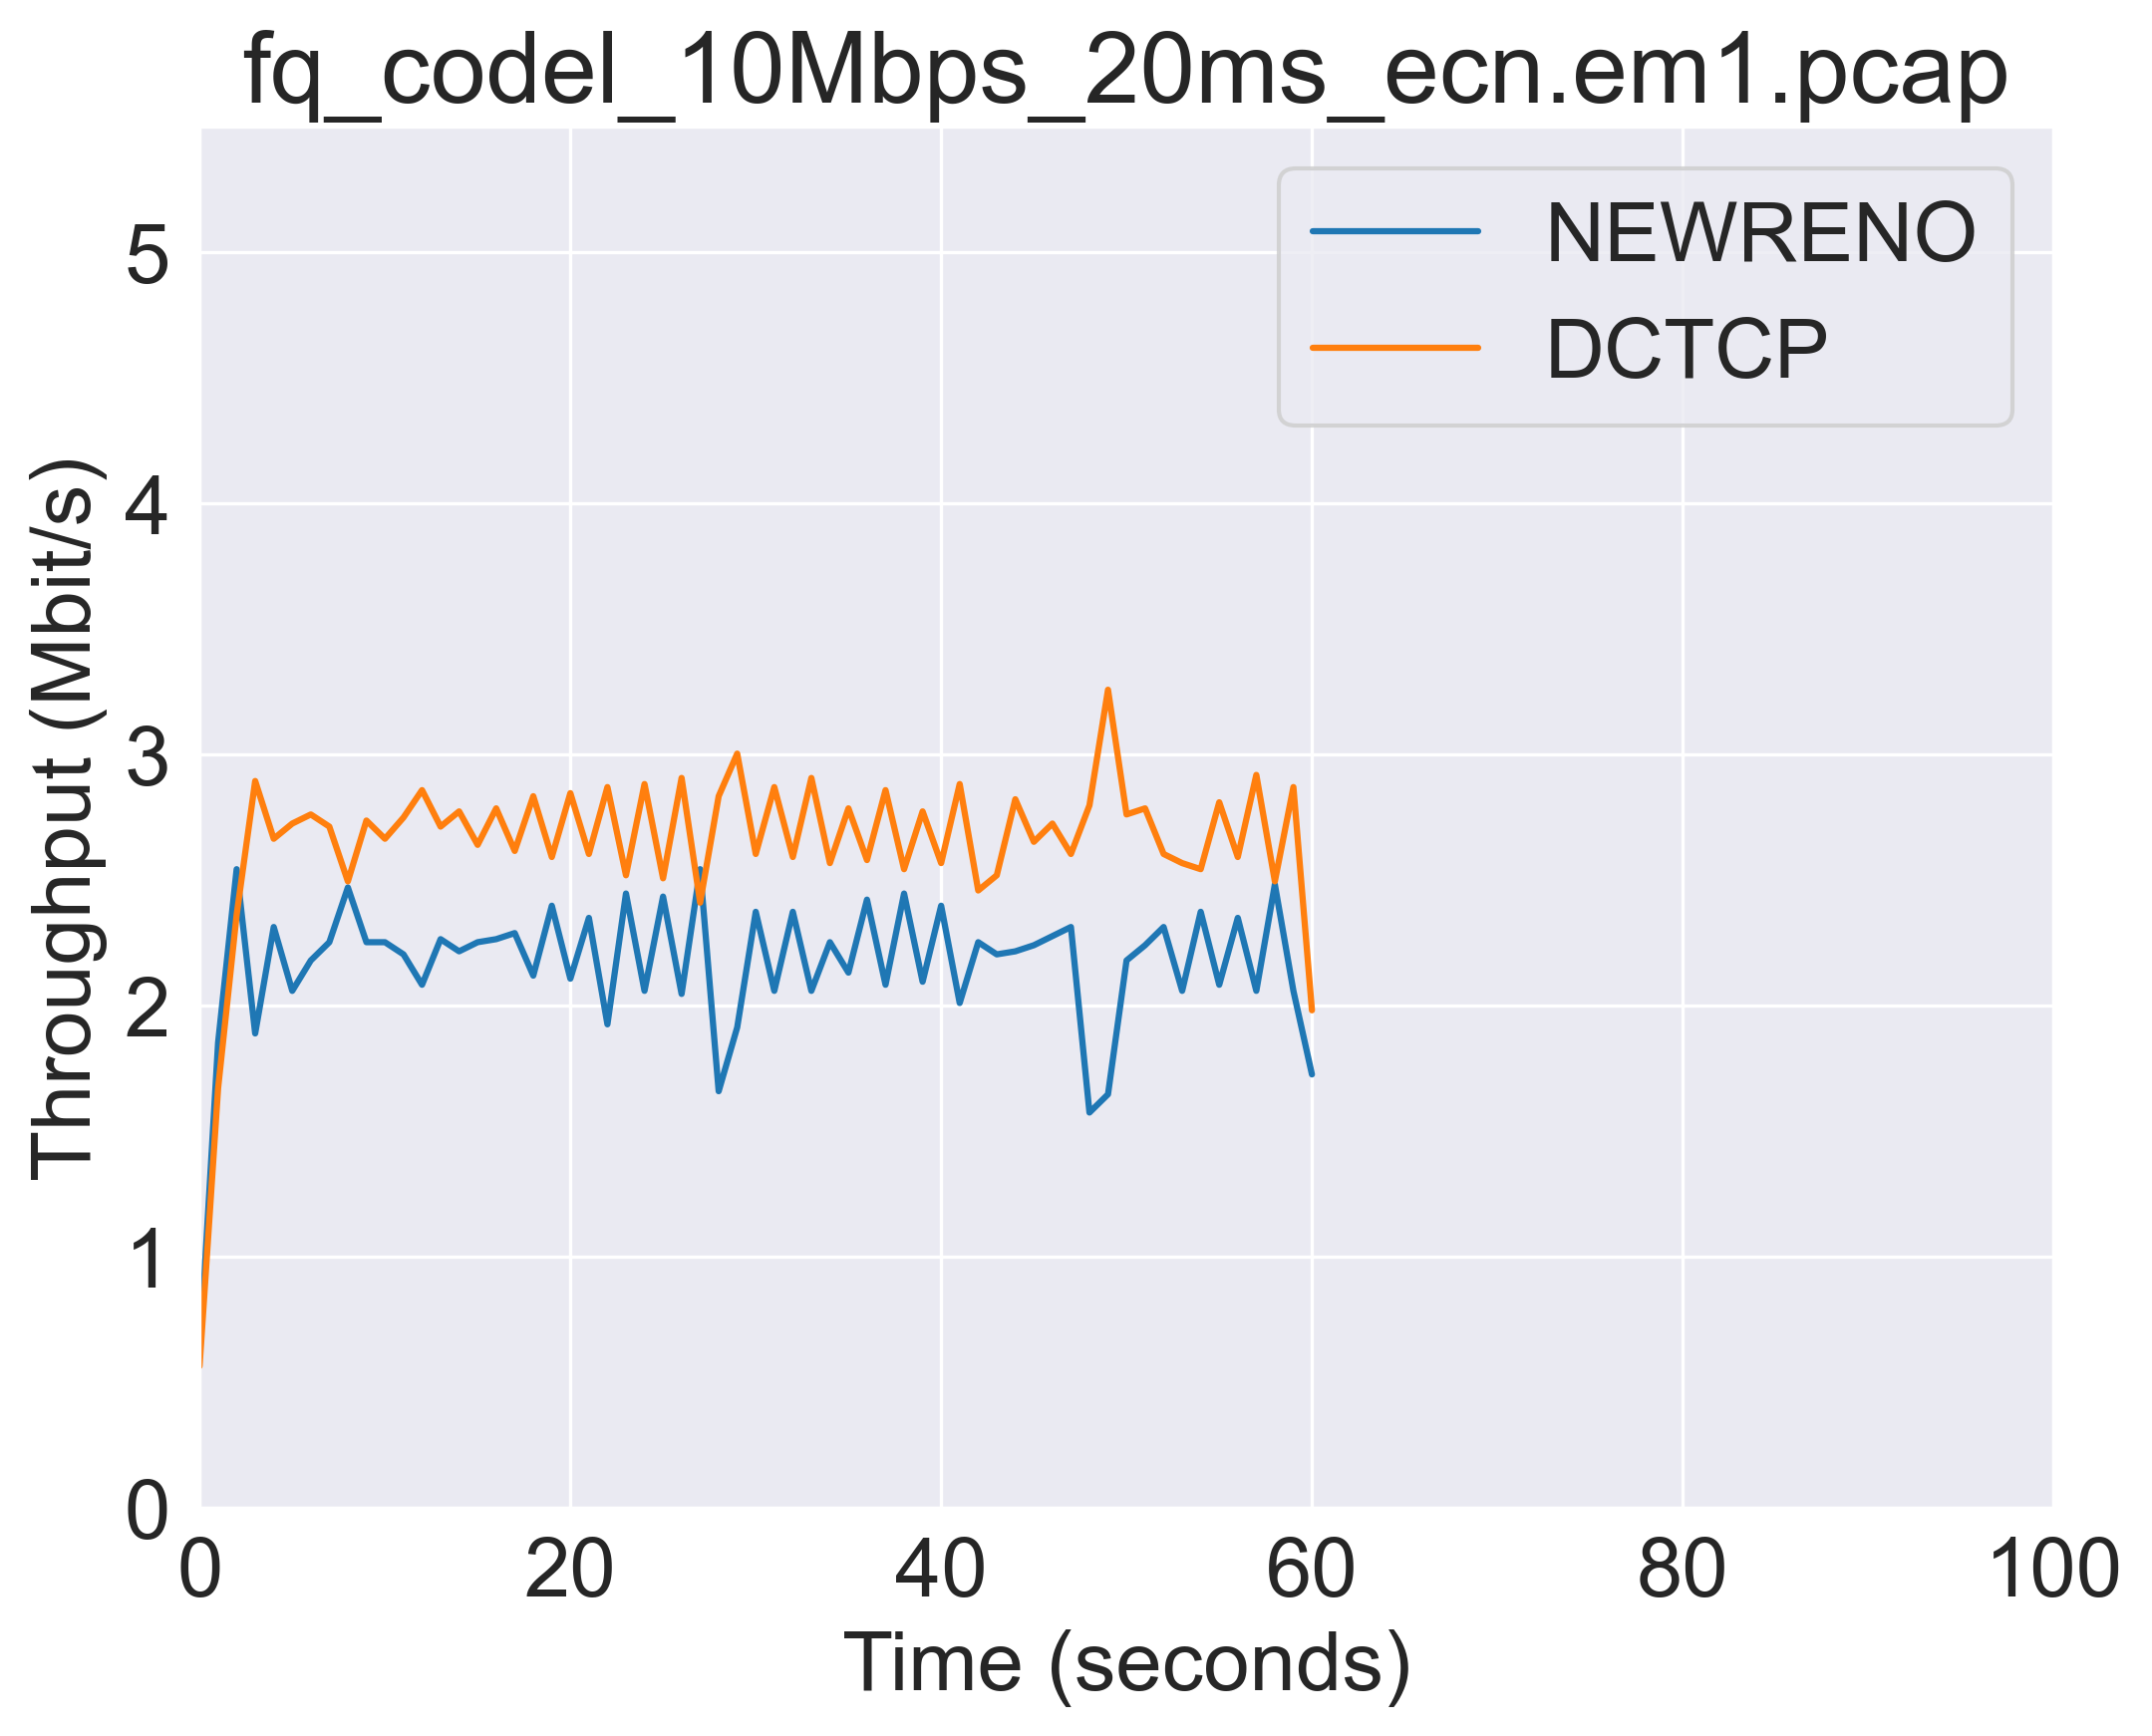 fq_codel_10Mbps_20ms_ecn.em1.pcap
NEWRENO
DCTCP
Throughput (Mbit/s)
5
4
3
2
1
0
0 20 40 60 80 100
Time (seconds)